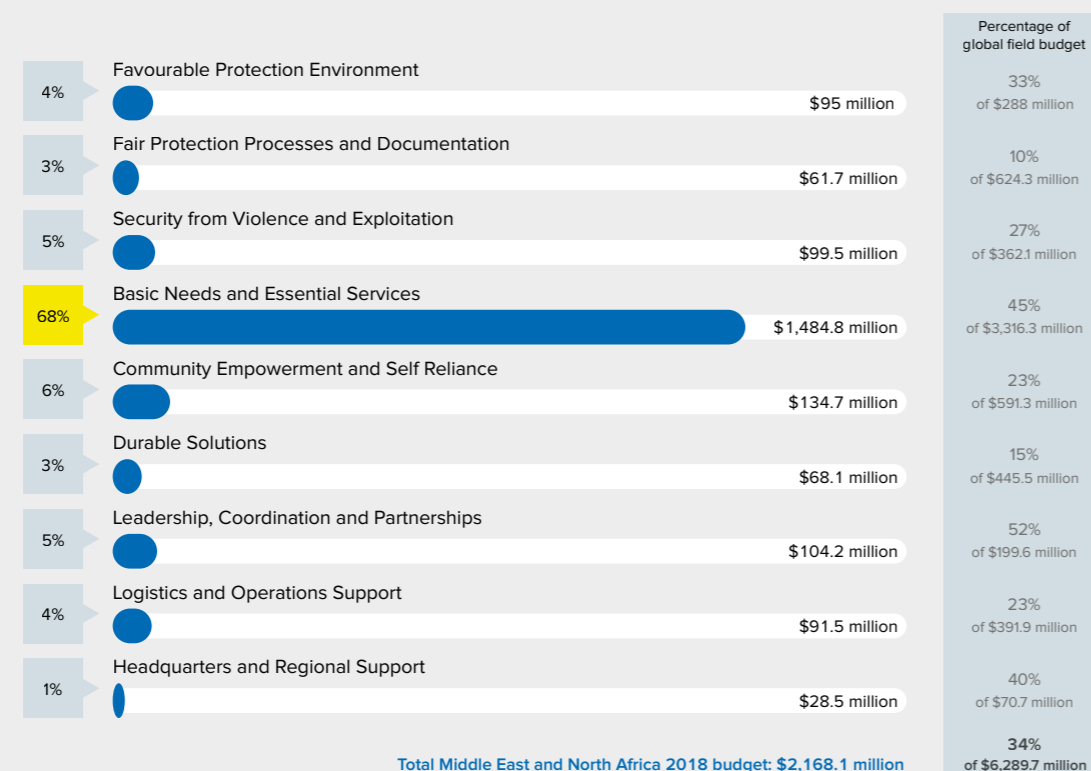 Percentage of
global field budget
Favourable Protection Environment
4%
$95 million
33%
of $288 million
Fair Protection Processes and Documentation
3%
$61.7 million
10%
of $624.3 million
Security from Violence and Exploitation
5%
$99.5 million
27%
of $362.1 million
Basic Needs and Essential Services
68%
$1,484.8 million
45%
of $3,316.3 million
Community Empowerment and Self Reliance
6%
$134.7 million
23%
of $591.3 million
Durable Solutions
3%
$68.1 million
15%
of $445.5 million
Leadership, Coordination and Partnerships
5%
$104.2 million
52%
of $199.6 million
Logistics and Operations Support
4%
$91.5 million
23%
of $391.9 million
Headquarters and Regional Support
1%
$28.5 million
40%
of $70.7 million
Total Middle East and North Africa 2018 budget: $2,168.1 million
34%
of $6,289.7 million